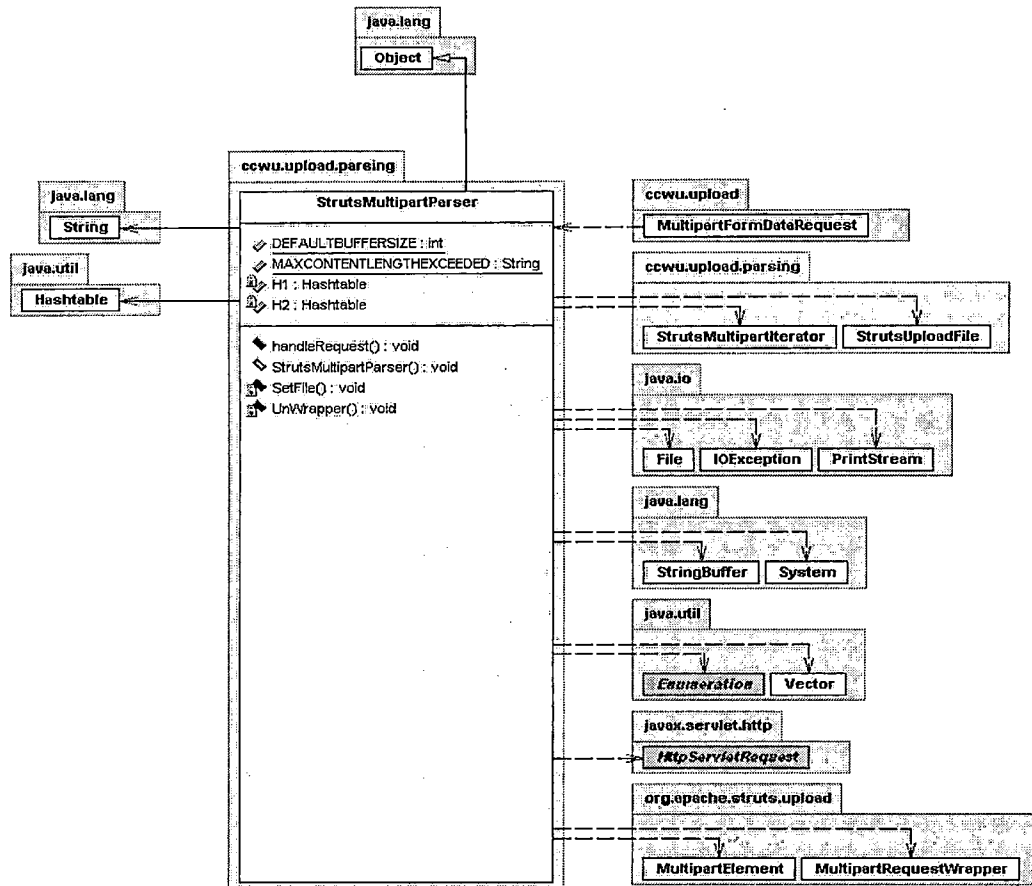 java.lang
Object
ccwu.upload.parsing
StrutsMultipartParser
DEFAULTBUFFERSIZE : int
MAXCONTENTLENGTHEXCEEDED : String
H1 : Hashtable
H2 : Hashtable
handleRequest() : void
StrutsMultipartParser() : void
SetFile() : void
UnWrapper() : void
java.lang
String
java.util
Hashtable
ccwu.upload
MultipartFormDataRequest
ccwu.upload.parsing
StrutsMultipartIterator StrutsUploadFile
java.io
File IOException PrintStream
java.lang
StringBuffer System
java.util
Enumeration Vector
javax.servlet.http
HttpServletRequest
org.apache.struts.upload
MultipartElement MultipartRequestWrapper